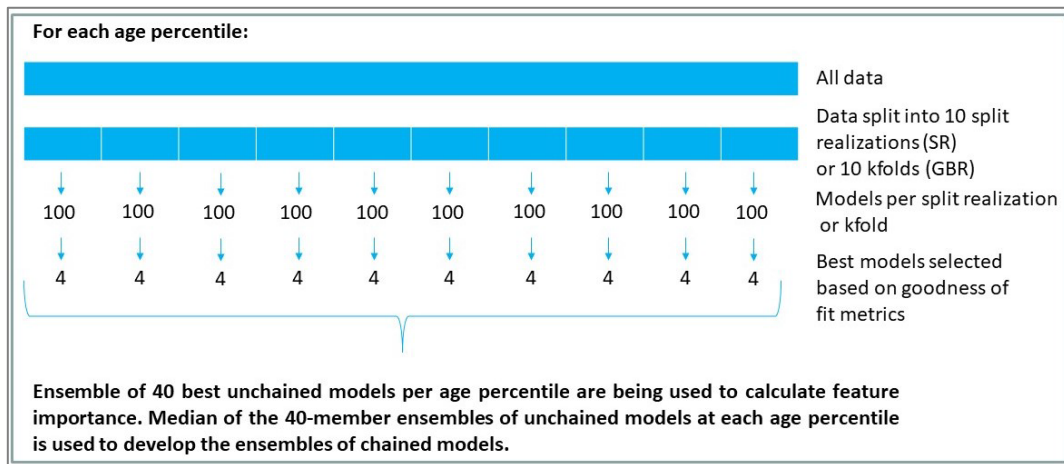 For each age percentile:
All data
Data split into 10 split
realizations (SR)
or 10 kfolds (GBR)
100 100 100 100 100 100 100 100 100 100
Models per split realization
or kfold
4 4 4 4 4 4 4 4 4 4
Best models selected
based on goodness of
fit metrics
Ensemble of 40 best unchained models per age percentile are being used to calculate feature
importance. Median of the 40-member ensembles of unchained models at each age percentile
is used to develop the ensembles of chained models.